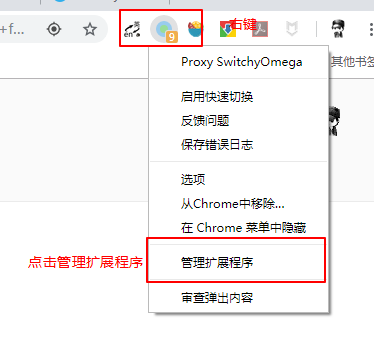 +f...
英
en
9
右键
Proxy SwitchyOmega
其他书签
启用快速切换
反馈问题
保存错误日志
选项
从Chrome中移除...
在 Chrome 菜单中隐藏
点击管理扩展程序
管理扩展程序
审查弹出内容